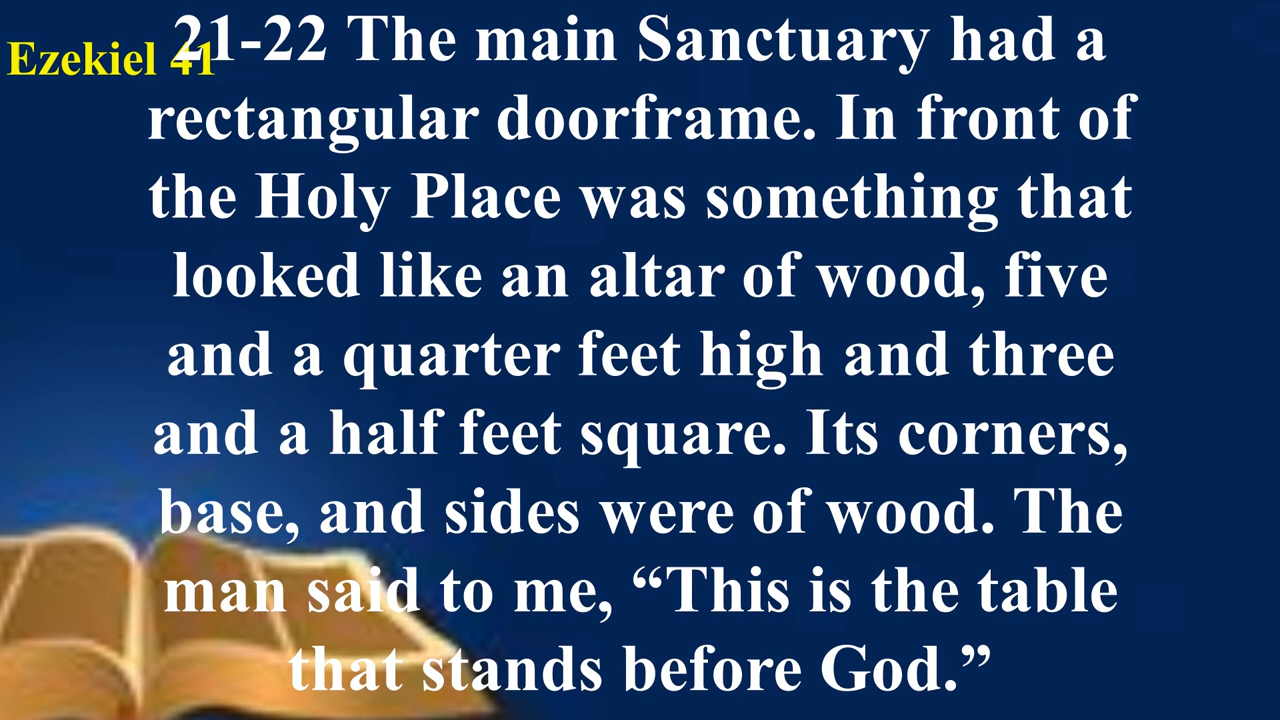 Ezekiel 41
21-22 The main Sanctuary had a
rectangular doorframe. In front of
the Holy Place was something that
looked like an altar of wood, five
and a quarter feet high and three
and a half feet square. Its corners,
base, and sides were of wood. The
man said to me, “This is the table
that stands before God.”